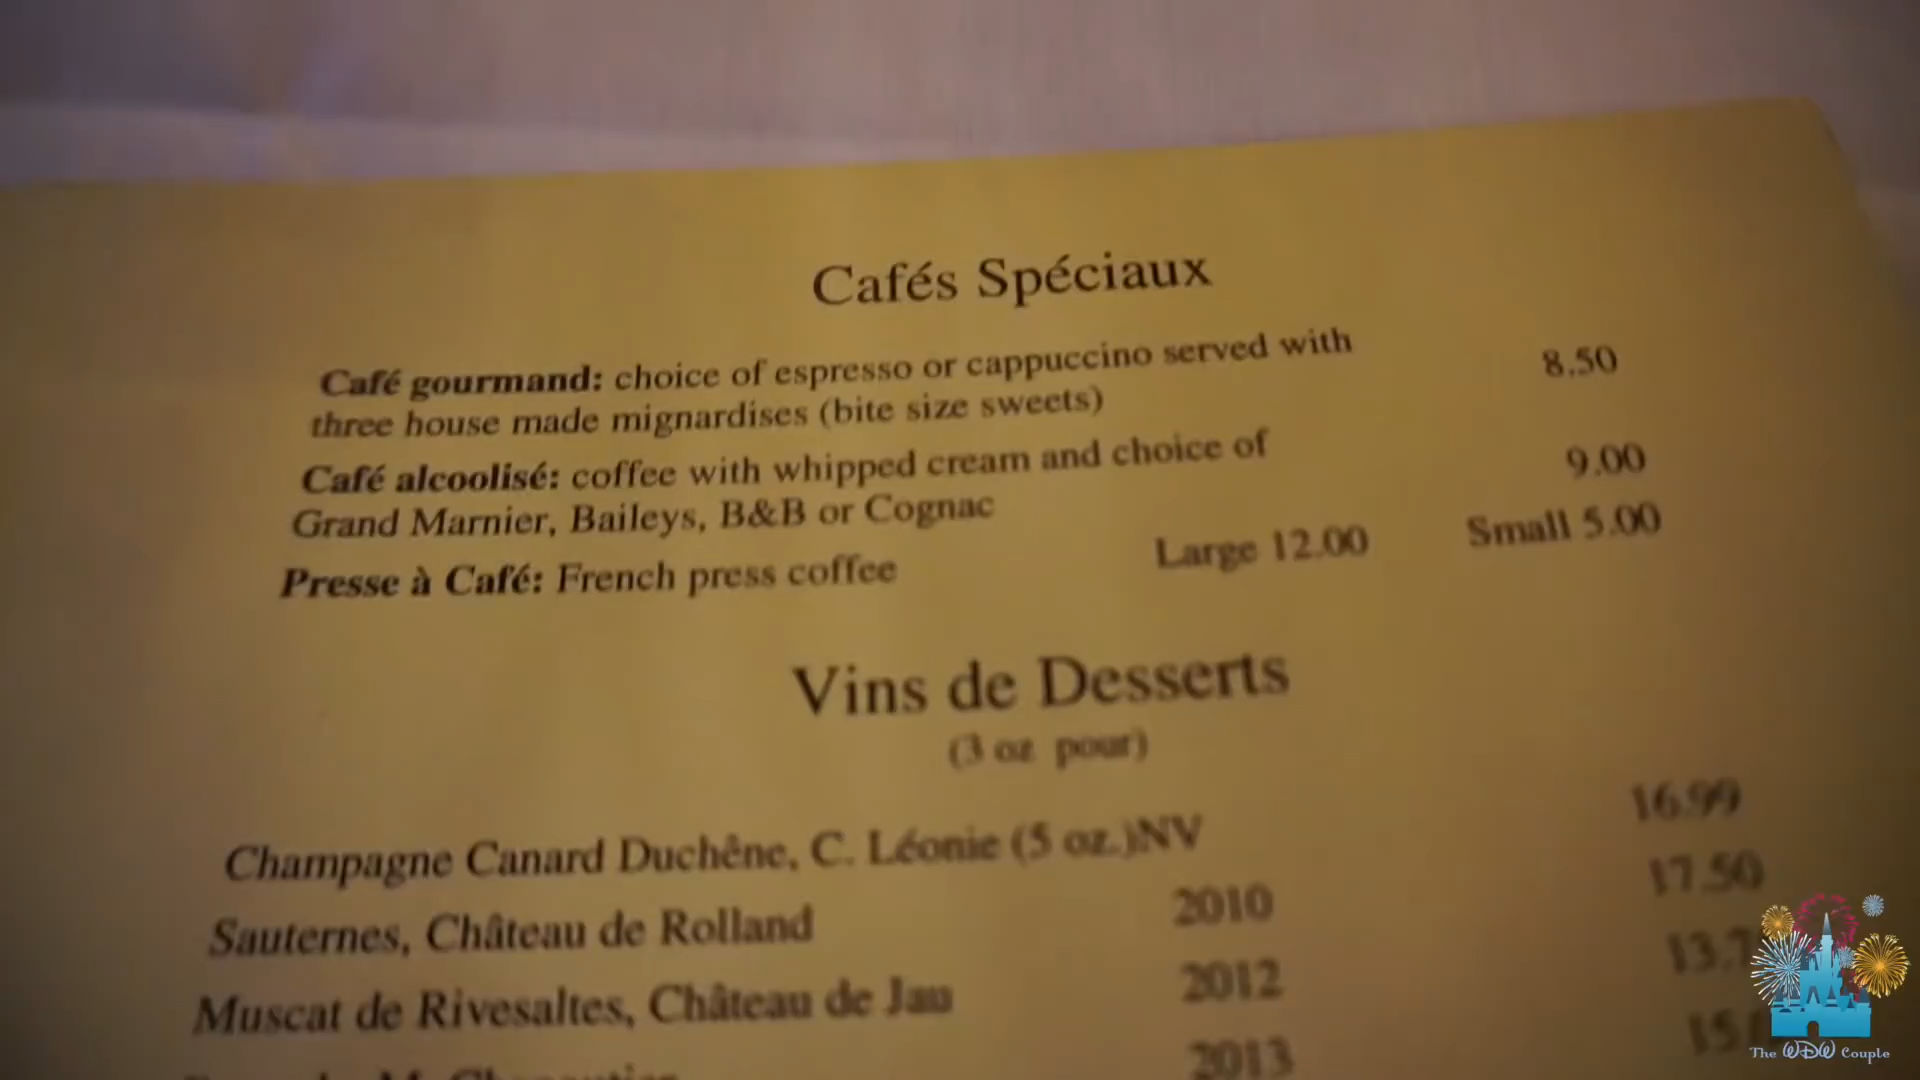 Cafés Spéciaux
Café gourmand: choice of espresso or cappuccino served with 8.50
three house made mignardises (bite size sweets)
Café alcoolisé: coffee with whipped cream and choice of 9.00
Grand Marnier, Baileys, B&B or Cognac
Presse à Café: French press coffee Large 12.00 Small 5.00
Vins de Desserts
(3 oz pour)
Champagne Canard Duchêne, C. Léonie (5 oz.)NV 16.99
Sauternes, Château de Rolland 2010 17.50
Muscat de Rivesaltes, Château de Jau 2012
2013
The WDW Couple